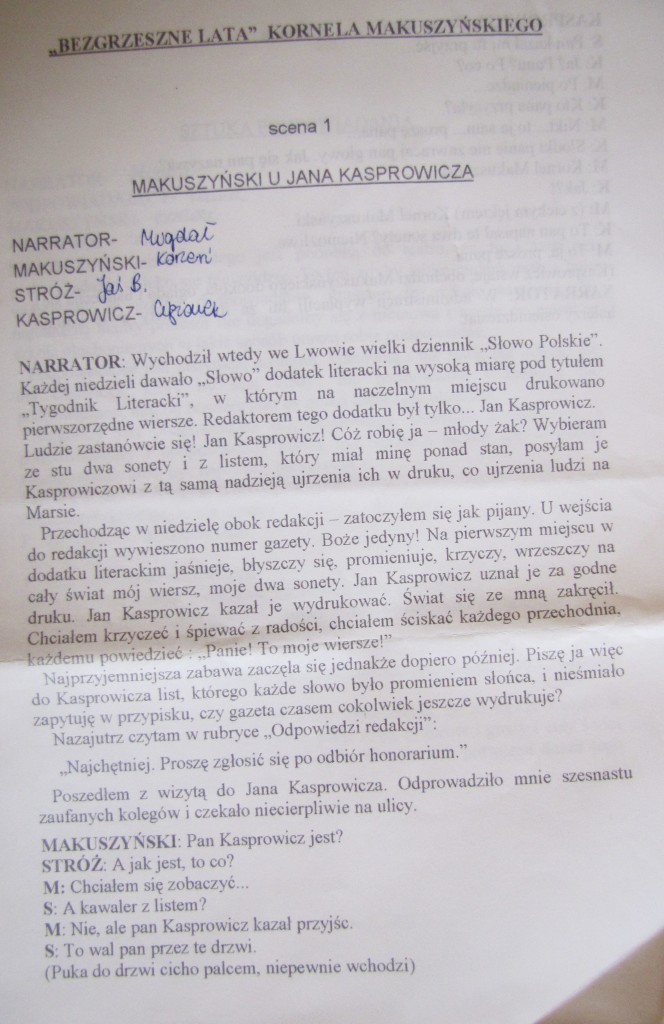 „BEZGRZESZNE LATA” KORNELA MAKUSZYŃSKIEGO
scena 1
MAKUSZYŃSKI U JANA KASPROWICZA
NARRATOR- Mugdał
MAKUSZYŃSKI- Korzeń
STRÓŻ- Jaś B.
KASPROWICZ-
NARRATOR: Wychodził wtedy we Lwowie wielki dziennik „Słowo Polskie”.
Każdej niedzieli dawało „Słowo” dodatek literacki na wysoką miarę pod tytułem
„Tygodnik Literacki”, w którym na naczelnym miejscu drukowano
pierwszorzędne wiersze. Redaktorem tego dodatku był tylko... Jan Kasprowicz.
Ludzie zastanówcie się! Jan Kasprowicz! Cóż robię ja – młody żak? Wybieram
ze stu dwa sonety i z listem, który miał minę ponad stan, posyłam je
Kasprowiczowi z tą samą nadzieją ujrzenia ich w druku, co ujrzenia ludzi na
Marsie.
Przechodząc w niedzielę obok redakcji – zatoczyłem się jak pijany. U wejścia
do redakcji wywieszono numer gazety. Boże jedyny! Na pierwszym miejscu w
dodatku literackim jaśnieje, błyszczy się, promieniuje, krzyczy, wrzeszczy na
cały świat mój wiersz, moje dwa sonety. Jan Kasprowicz uznał je za godne
druku. Jan Kasprowicz kazał je wydrukować. Świat się ze mną zakręcił.
Chciałem krzyczeć i śpiewać z radości, chciałem ściskać każdego przechodnia,
każdemu powiedzieć : „Panie! To moje wiersze!”
Najprzyjemniejsza zabawa zaczęła się jednakże dopiero później. Piszę ja więc
do Kasprowicza list, którego każde słowo było promieniem słońca, i nieśmiało
zapytuję w przypisku, czy gazeta czasem cokolwiek jeszcze wydrukuje?
Nazajutrz czytam w rubryce „Odpowiedzi redakcji”:
„Najchętniej. Proszę zgłosić się po odbiór honorarium.”
Poszedłem z wizytą do Jana Kasprowicza. Odprowadziło mnie szesnastu
zaufanych kolegów i czekało niecierpliwie na ulicy.
MAKUSZYŃSKI: Pan Kasprowicz jest?
STRÓŻ: A jak jest, to co?
M: Chciałem się zobaczyć...
S: A kawaler z listem?
M: Nie, ale pan Kasprowicz kazał przyjśc.
S: To wal pan przez te drzwi.
(Puka do drzwi cicho palcem, niepewnie wchodzi)